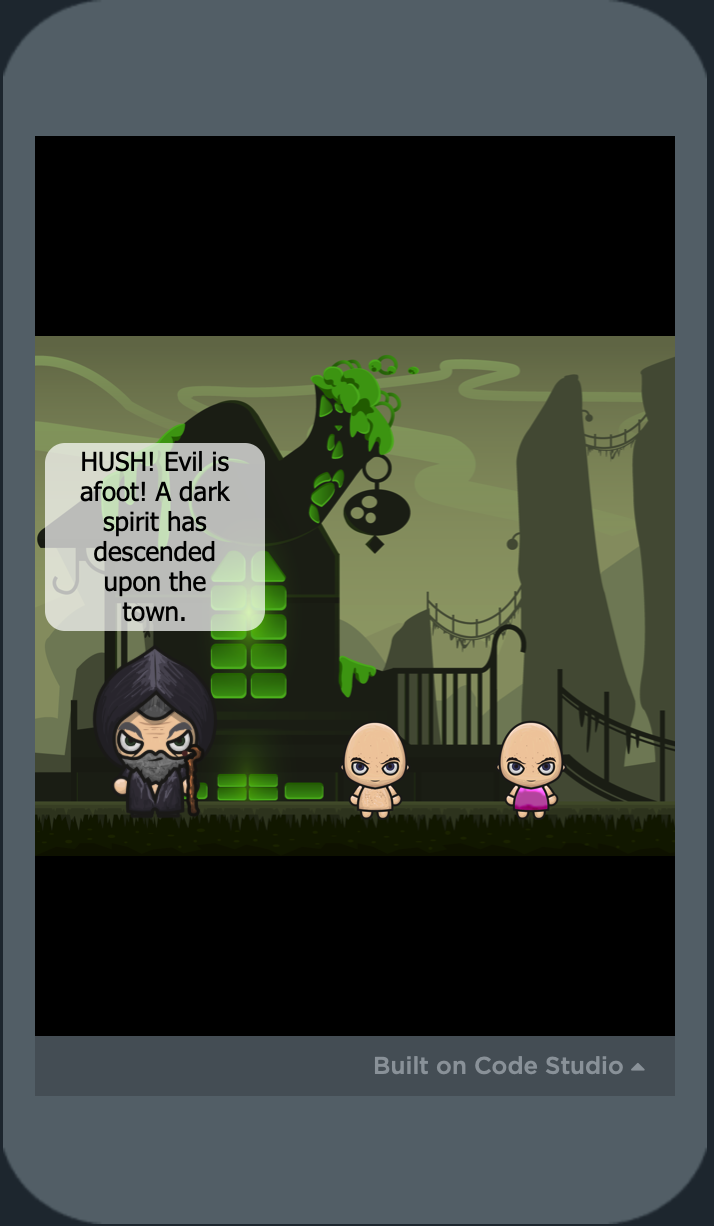 HUSH! Evil is
afoot! A dark
spirit has
descended
upon the
town.
Built on Code Studio